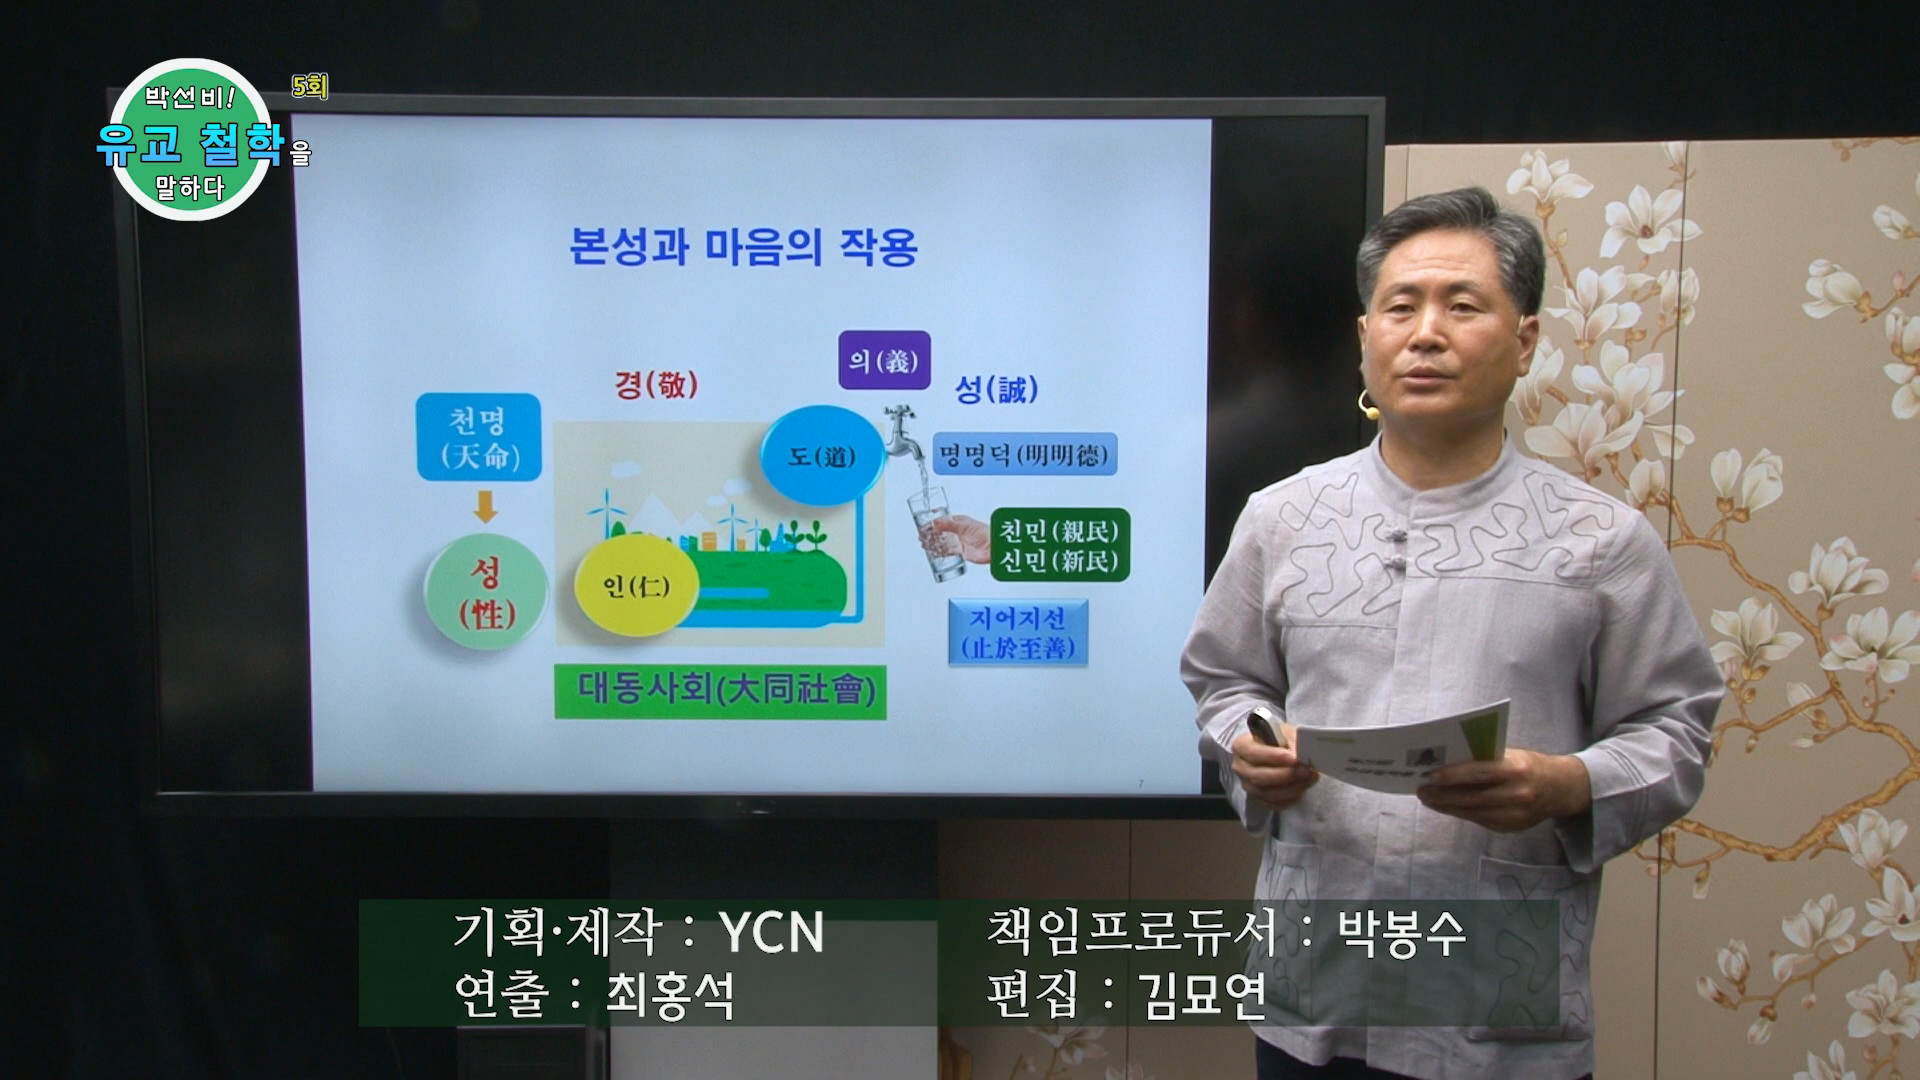 박선비!
유교 철학을
말하다
5회
본성과 마음의 작용
의(義)
경(敬)
성(誠)
천명
(天命)
도(道)
명명덕(明明德)
친민(親民)
신민(新民)
성
(性)
인(仁)
지어지선
(止於至善)
대동사회(大同社會)
7
기획·제작 : YCN
책임프로듀서 : 박봉수
연출 : 최홍석
편집 : 김묘연